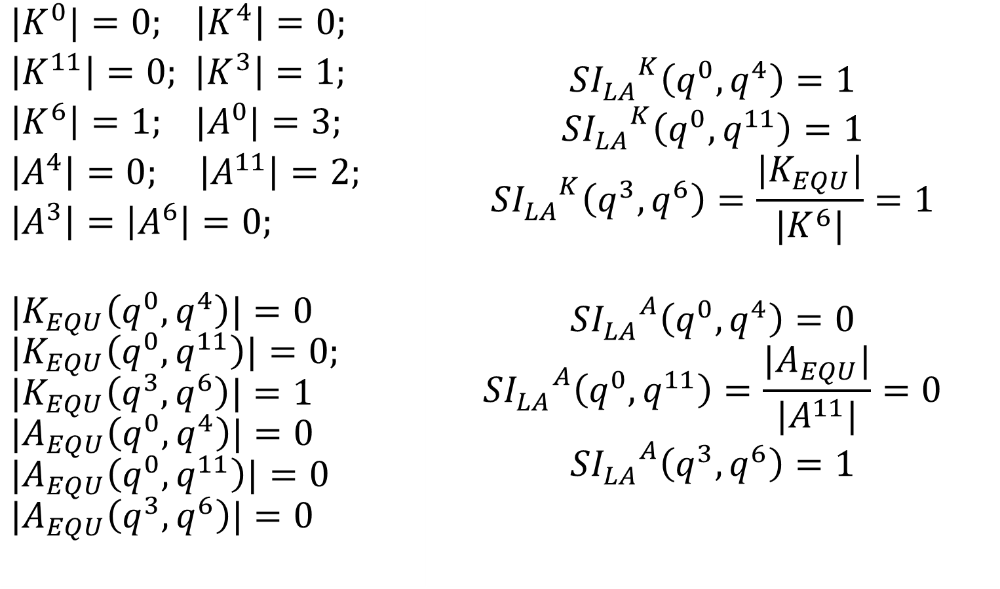 |K⁰| = 0; |K⁴| = 0;
|K¹¹| = 0; |K³| = 1;
|K⁶| = 1; |A⁰| = 3;
|A⁴| = 0; |A¹¹| = 2;
|A³| = |A⁶| = 0;
|K_EQU(q⁰, q⁴)| = 0
|K_EQU(q⁰, q¹¹)| = 0;
|K_EQU(q³, q⁶)| = 1
|A_EQU(q⁰, q⁴)| = 0
|A_EQU(q⁰, q¹¹)| = 0
|A_EQU(q³, q⁶)| = 0
SI_LA^K(q⁰, q⁴) = 1
SI_LA^K(q⁰, q¹¹) = 1
SI_LA^K(q³, q⁶) = |K_EQU| / |K⁶| = 1
SI_LA^A(q⁰, q⁴) = 0
SI_LA^A(q⁰, q¹¹) = |A_EQU| / |A¹¹| = 0
SI_LA^A(q³, q⁶) = 1